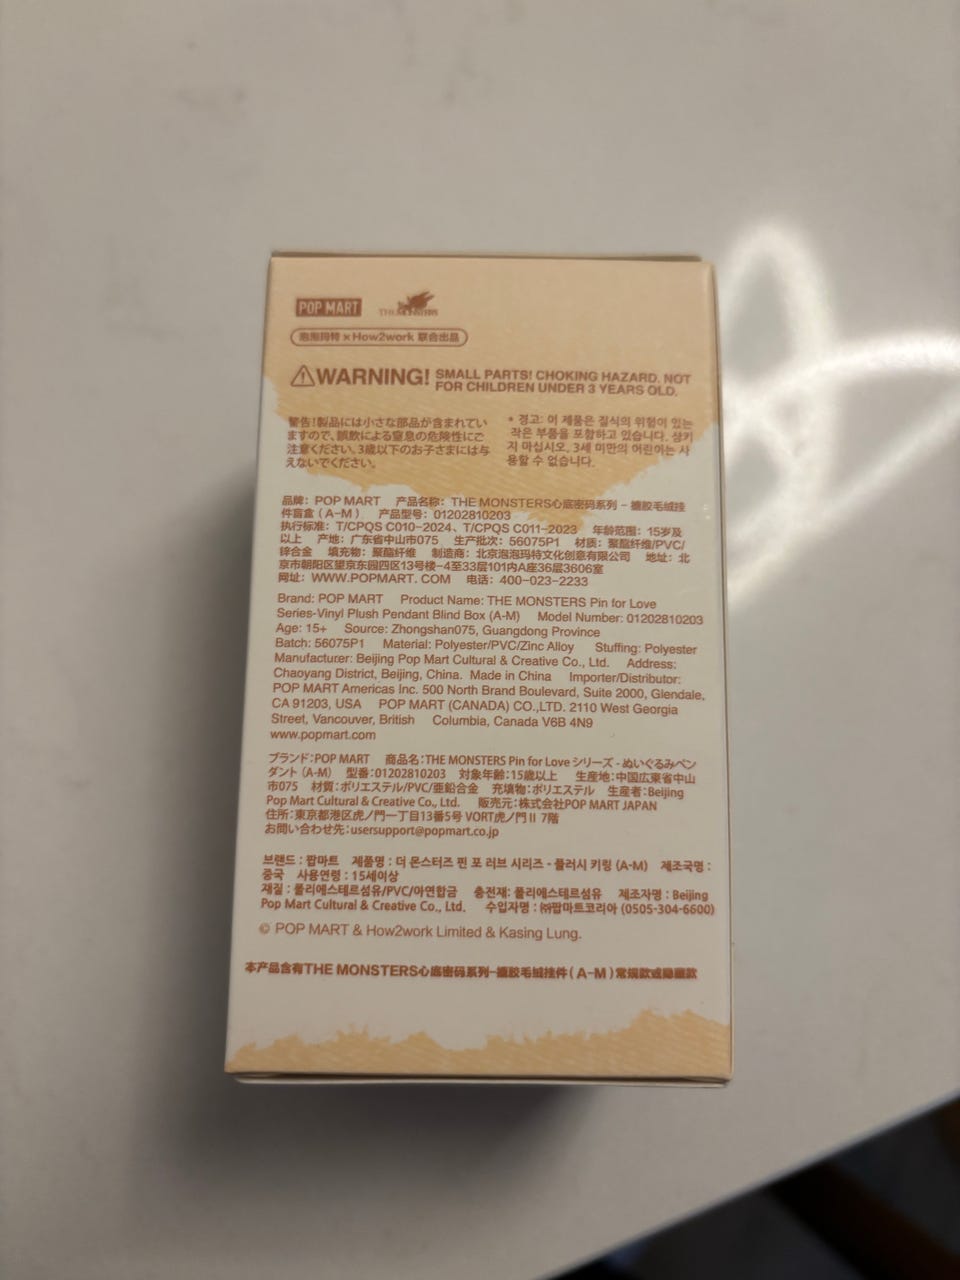 POP MART THE MONSTERS
泡泡玛特 × How2work 联合出品
WARNING! SMALL PARTS! CHOKING HAZARD. NOT
FOR CHILDREN UNDER 3 YEARS OLD.
警告!製品には小さな部品が含まれてい
ますので、誤飲による窒息の危険性にご
注意ください。3歳以下のお子さまには与
えないでください。
* 경고: 이 제품은 질식의 위험이 있는
작은 부품을 포함하고 있습니다. 삼키
지 마십시오. 3세 미만의 어린이는 사
용할 수 없습니다.
品牌: POP MART 产品名称: THE MONSTERS心底密码系列 - 搪胶毛绒挂
件盲盒 ( A-M ) 产品型号: 01202810203
执行标准: T/CPQS C010-2024、T/CPQS C011-2023 年龄范围: 15岁及
以上 产地: 广东省中山市075 生产批次: 56075P1 材质: 聚酯纤维/PVC/
锌合金 填充物: 聚酯纤维 制造商: 北京泡泡玛特文化创意有限公司 地址: 北
京市朝阳区望京东园四区13号楼-4至33层101内A座36层3606室
网址: WWW.POPMART. COM 电话: 400-023-2233
Brand: POP MART Product Name: THE MONSTERS Pin for Love
Series-Vinyl Plush Pendant Blind Box (A-M) Model Number: 01202810203
Age: 15+ Source: Zhongshan075, Guangdong Province
Batch: 56075P1 Material: Polyester/PVC/Zinc Alloy Stuffing: Polyester
Manufacturer: Beijing Pop Mart Cultural & Creative Co., Ltd. Address:
Chaoyang District, Beijing, China. Made in China Importer/Distributor:
POP MART Americas Inc. 500 North Brand Boulevard, Suite 2000, Glendale,
CA 91203, USA POP MART (CANADA) CO.,LTD. 2110 West Georgia
Street, Vancouver, British Columbia, Canada V6B 4N9
www.popmart.com
ブランド:POP MART 商品名:THE MONSTERS Pin for Love シリーズ - ぬいぐるみペン
ダント (A-M) 型番:01202810203 対象年齢:15歳以上 生産地:中国広東省中山
市075 材質:ポリエステル/PVC/亜鉛合金 充填物:ポリエステル 生産者:Beijing
Pop Mart Cultural & Creative Co., Ltd. 販売元:株式会社POP MART JAPAN
住所:東京都港区虎ノ門一丁目13番5号 VORT虎ノ門Ⅱ 7階
お問い合わせ先:usersupport@popmart.co.jp
브랜드 : 팝마트 제품명 : 더 몬스터즈 핀 포 러브 시리즈 - 플러시 키링 (A-M) 제조국명 :
중국 사용연령 : 15세이상
재질 : 폴리에스테르섬유/PVC/아연합금 충전재: 폴리에스테르섬유 제조자명 : Beijing
Pop Mart Cultural & Creative Co., Ltd. 수입자명 : ㈜팝마트코리아 (0505-304-6600)
© POP MART & How2work Limited & Kasing Lung.
本产品含有THE MONSTERS心底密码系列-搪胶毛绒挂件 ( A-M ) 常规款或隐藏款